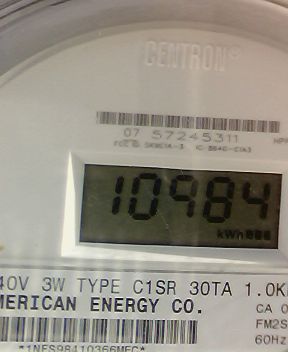 CENTRON®
07 57245311
10984
kWh
40V 3W TYPE C1SR 30TA 1.0K
MERICAN ENERGY CO.
CA 0
FM2S
60Hz
*1NFS98410366MEC*